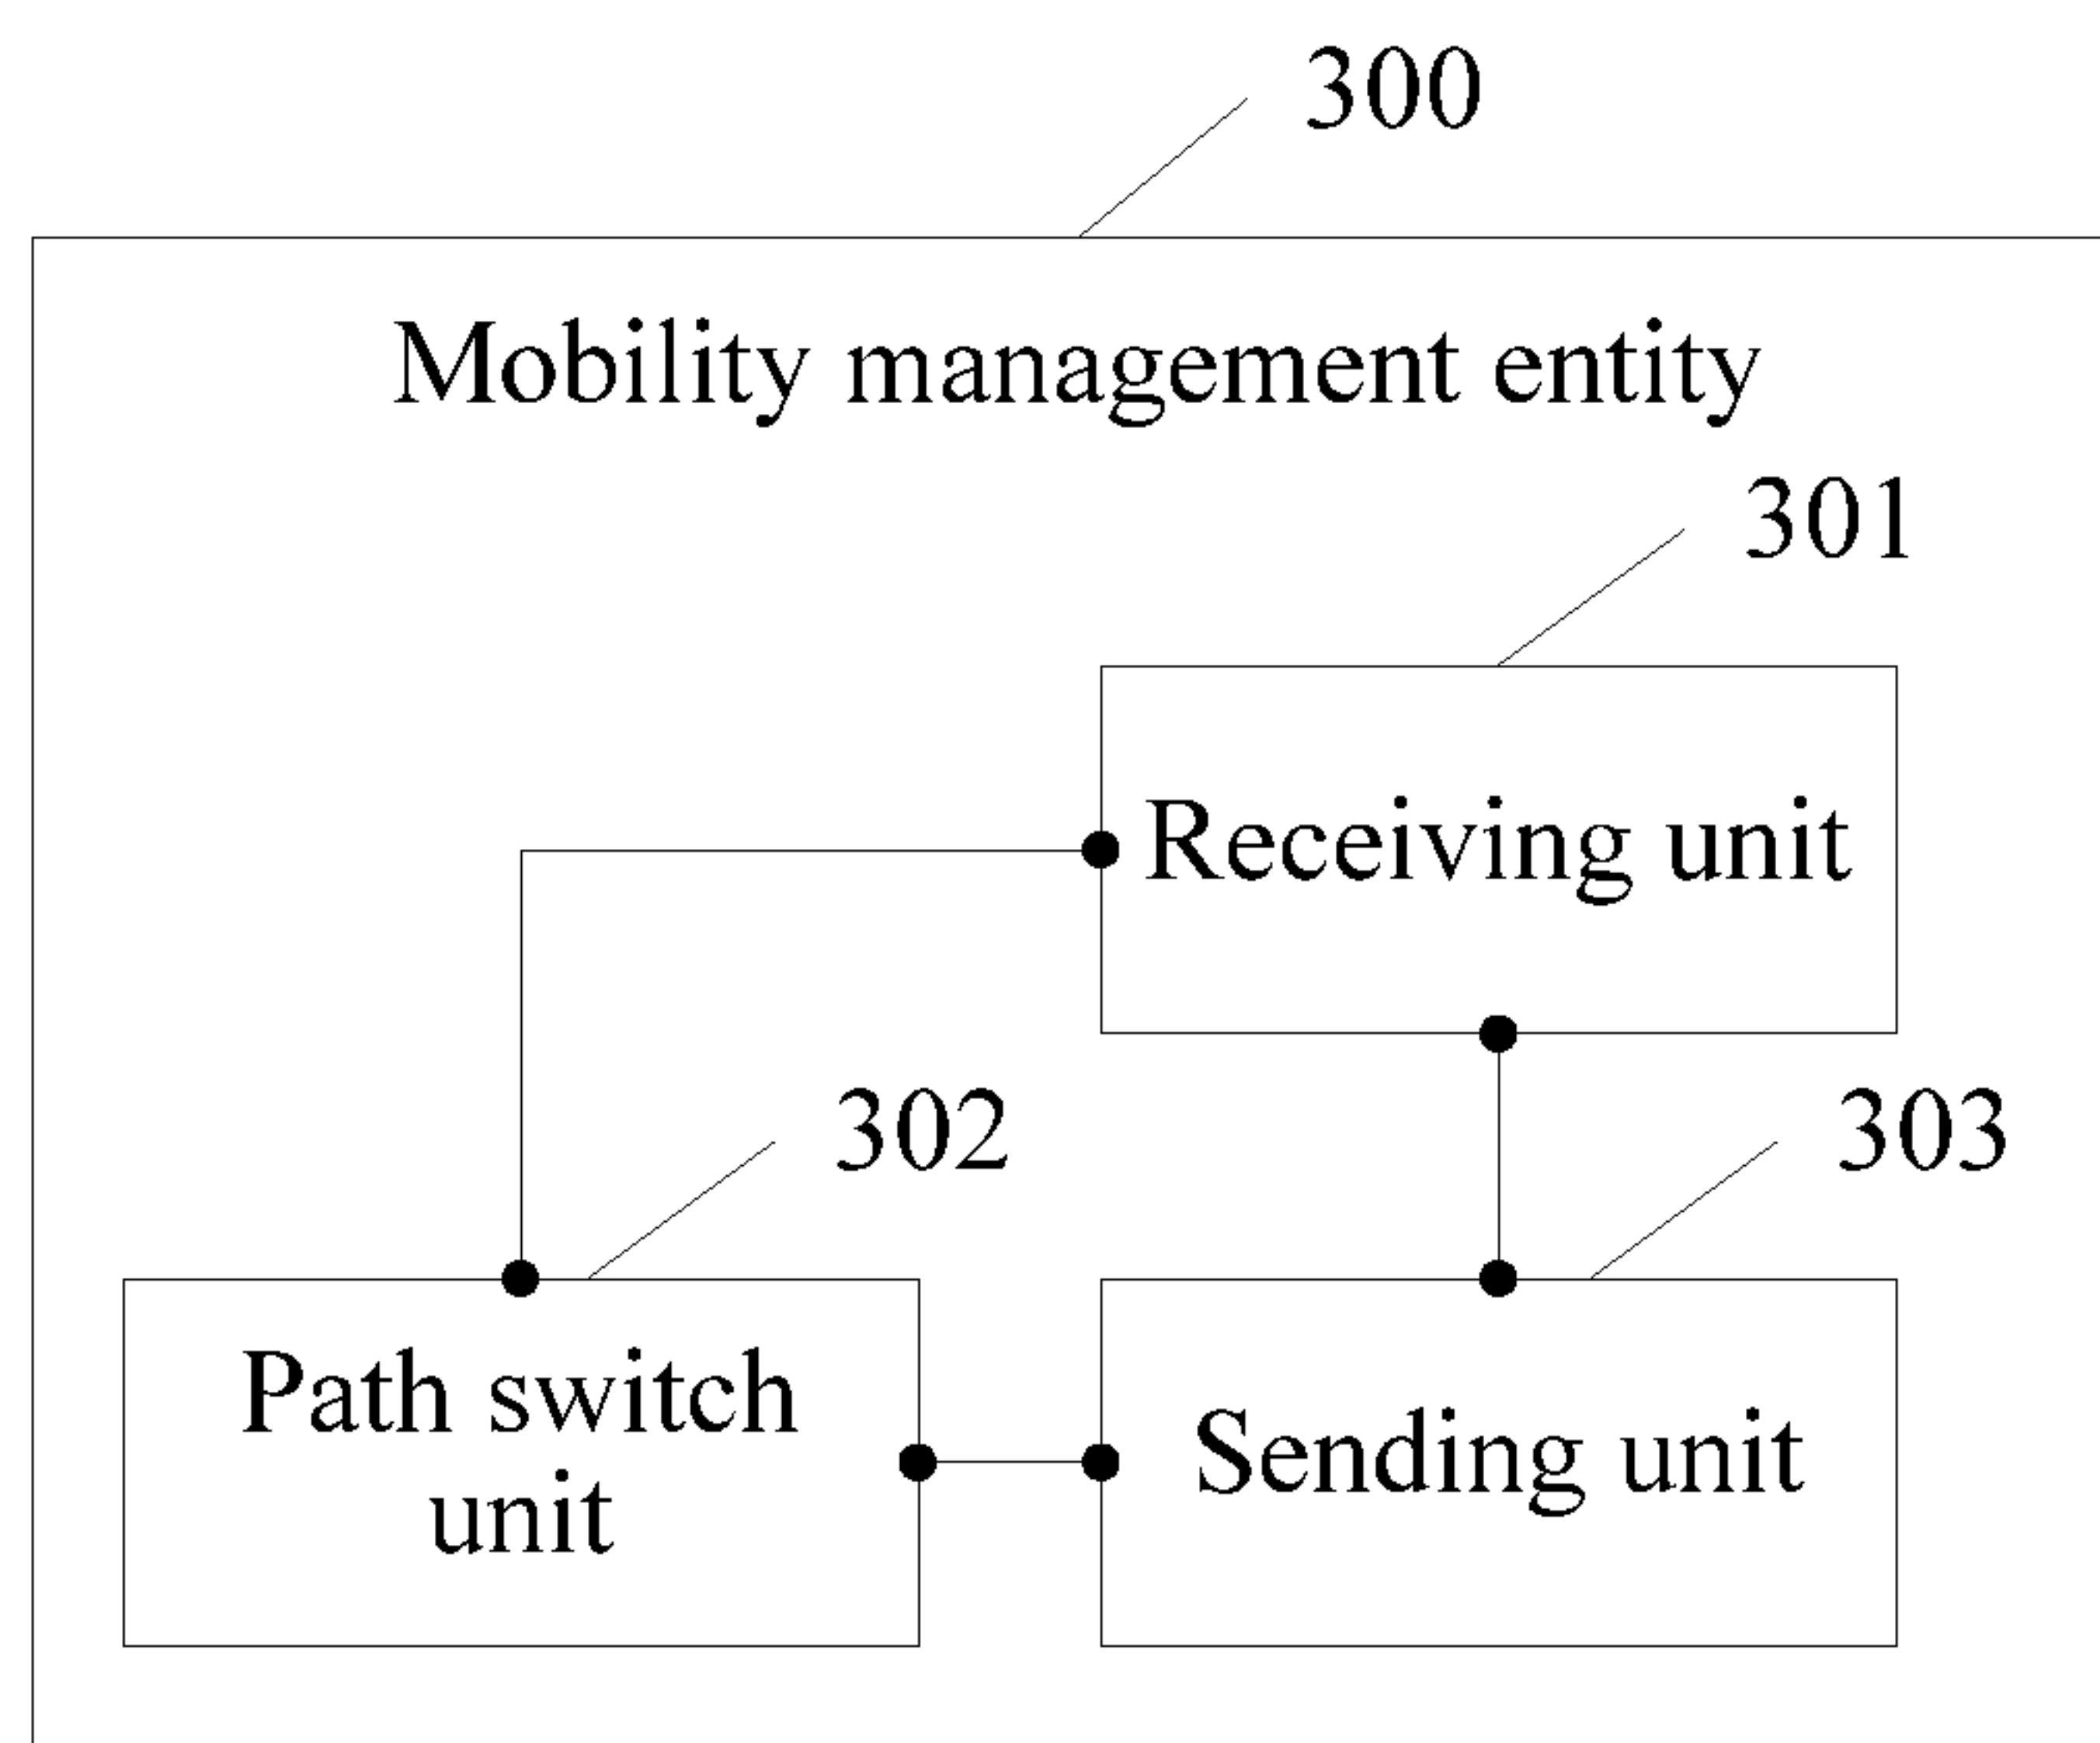 300
Mobility management entity
301
Receiving unit
302
303
Path switch
unit
Sending unit